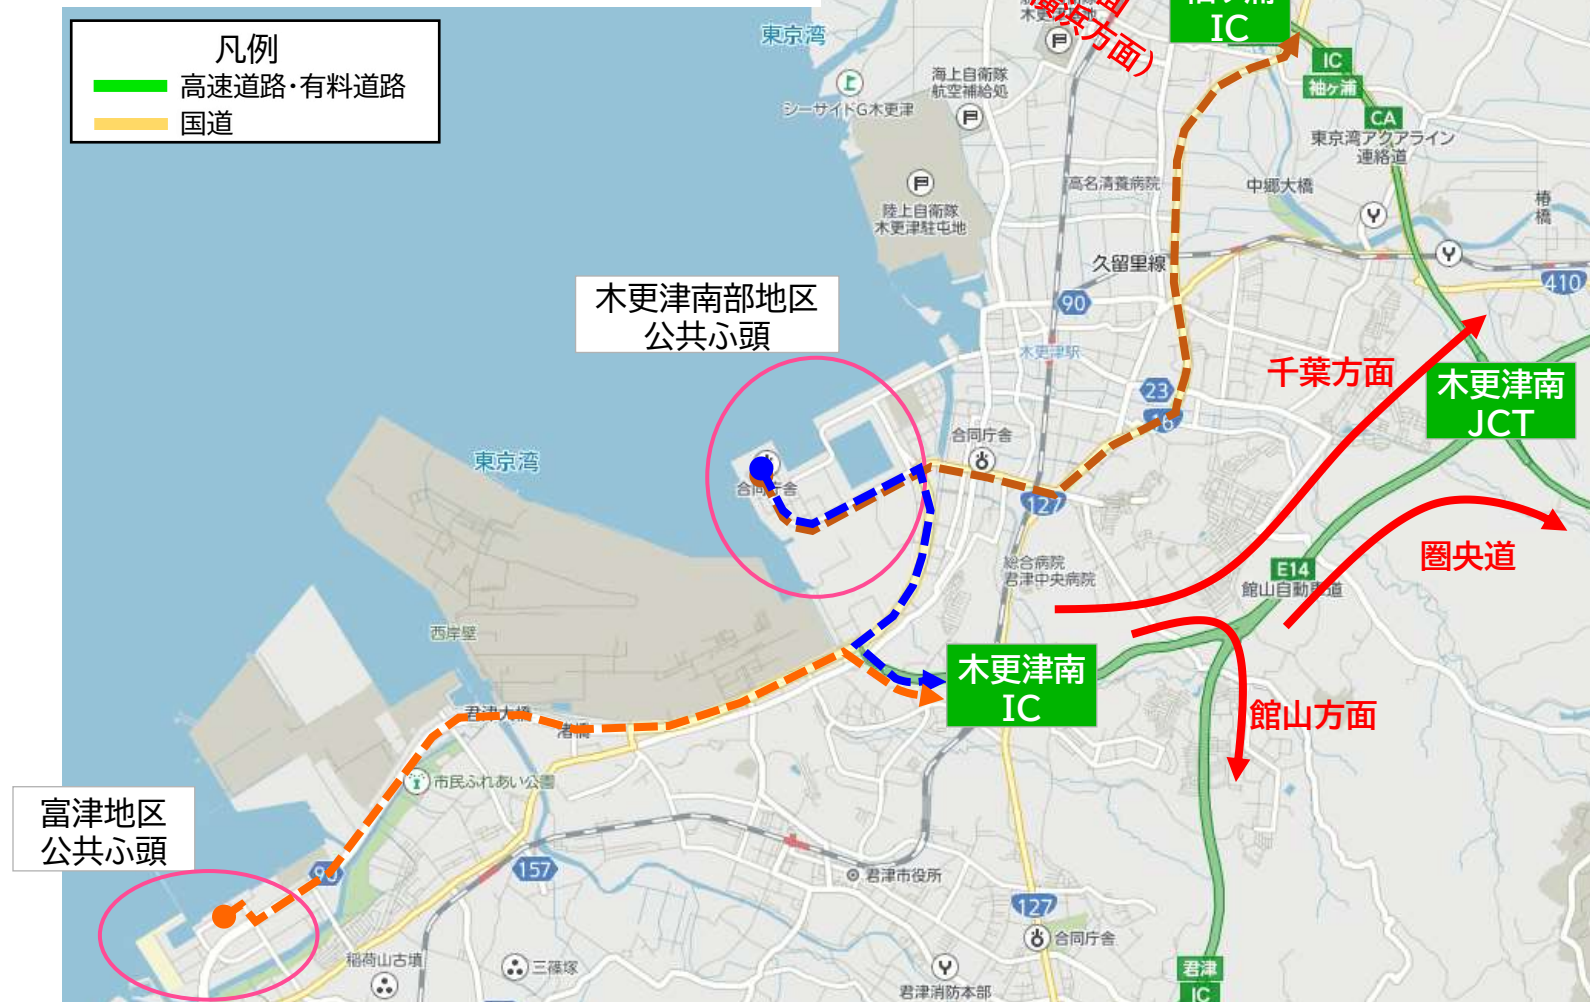 凡例
高速道路・有料道路
国道
東京湾
横浜方面）
IC
IC
袖ヶ浦
CA
東京湾アクアライン
連絡道
シーサイドG木更津
海上自衛隊
航空補給処
陸上自衛隊
木更津駐屯地
高名清養病院
中郷大橋
椿橋
久留里線
410
90
木更津駅
木更津南部地区
公共ふ頭
千葉方面
木更津南
JCT
23
16
合同庁舎
127
東京湾
合同庁舎
総合病院
君津中央病院
E14
館山自動車道
圏央道
西岸壁
木更津南
IC
館山方面
君津大橋
渚橋
市民ふれあい公園
富津地区
公共ふ頭
90
157
君津市役所
127
合同庁舎
稲荷山古墳
三篠塚
君津消防本部
君津
IC